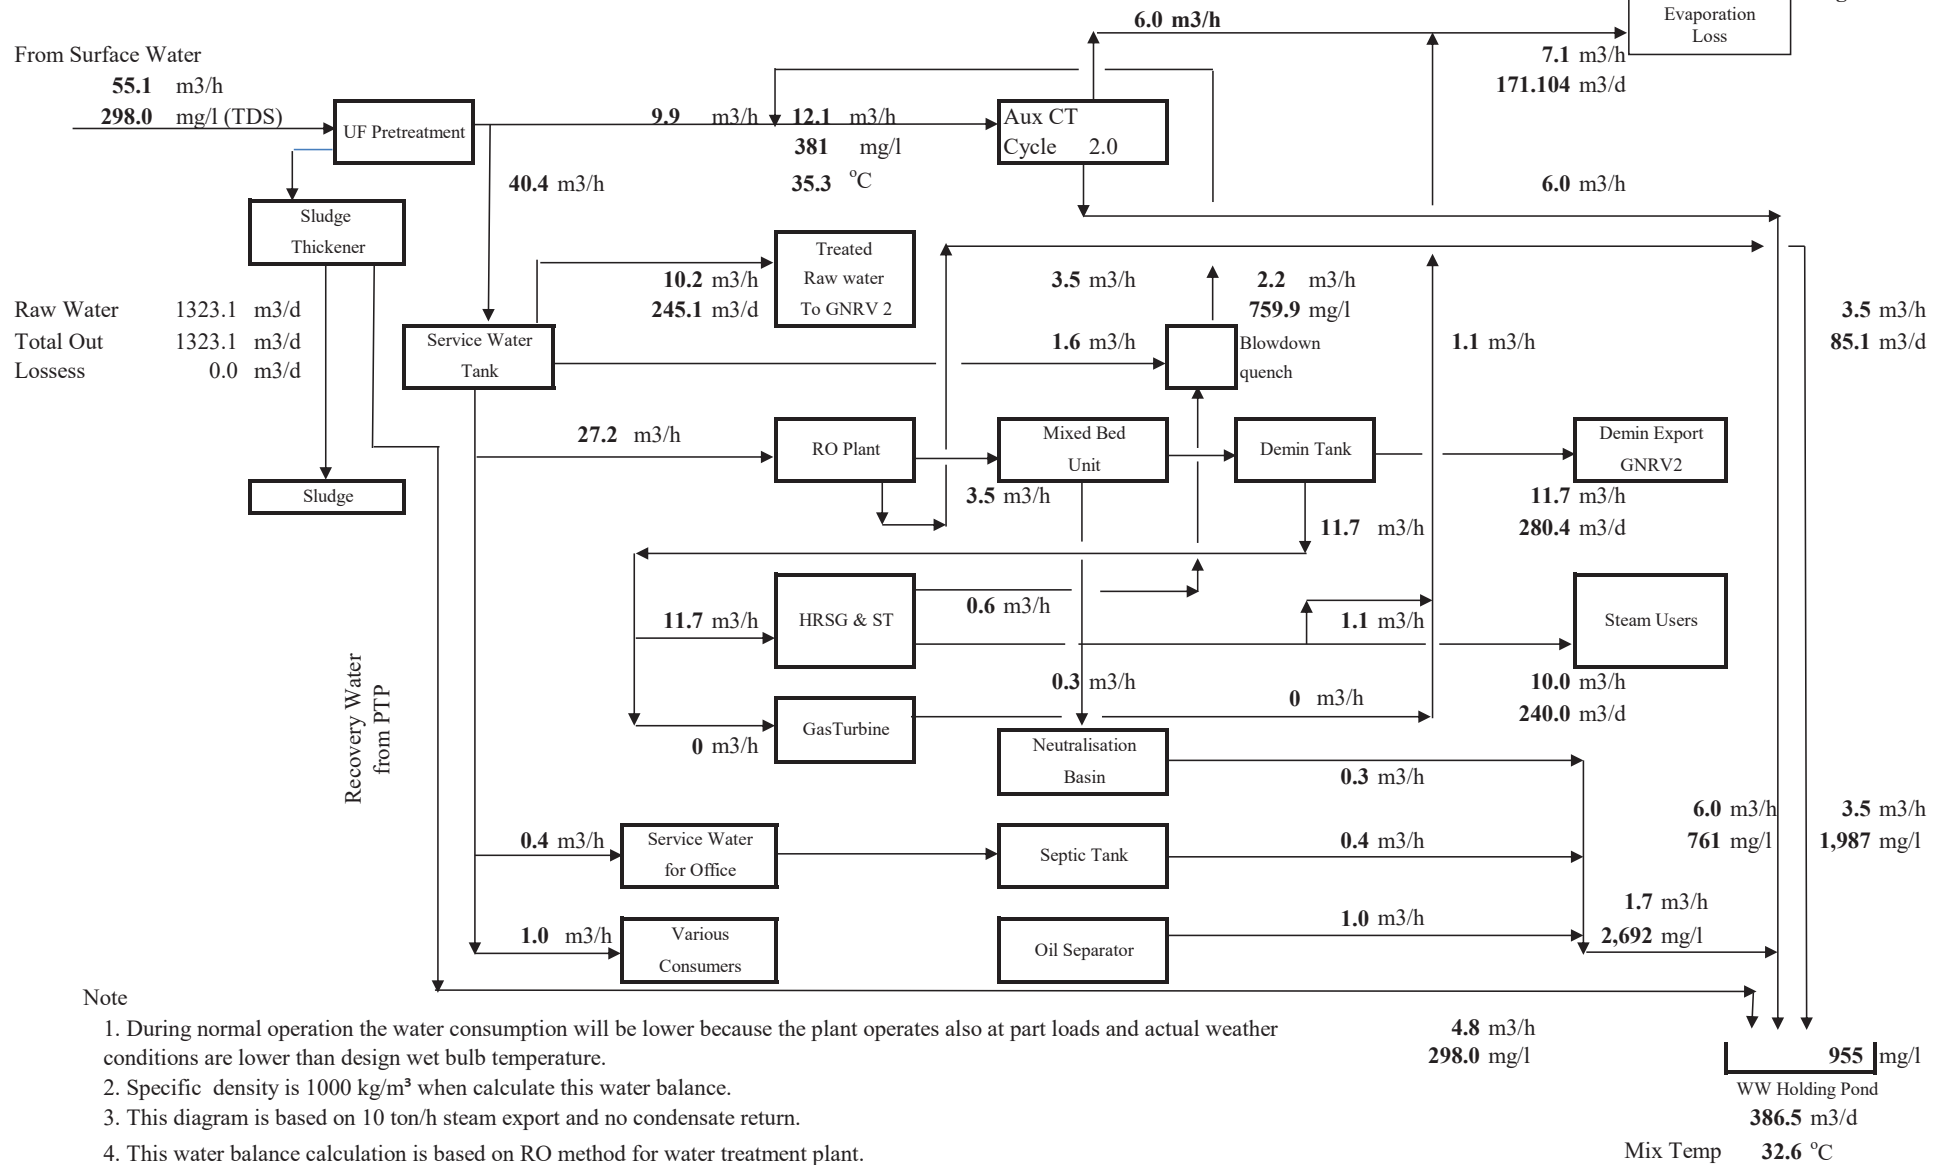 6.0 m3/h
Evaporation
Loss
From Surface Water
7.1 m3/h
55.1 m3/h
171.104 m3/d
298.0 mg/l (TDS)
UF Pretreatment
9.9 m3/h
12.1 m3/h
381 mg/l
35.3 °C
Aux CT
Cycle 2.0
40.4 m3/h
6.0 m3/h
Sludge
Thickener
Treated
Raw water
To GNRV 2
10.2 m3/h
245.1 m3/d
3.5 m3/h
2.2 m3/h
759.9 mg/l
Raw Water 1323.1 m3/d
Total Out 1323.1 m3/d
Lossess 0.0 m3/d
3.5 m3/h
85.1 m3/d
Service Water
Tank
1.6 m3/h
Blowdown
quench
1.1 m3/h
27.2 m3/h
RO Plant
Mixed Bed
Unit
Demin Tank
Demin Export
GNRV2
Sludge
3.5 m3/h
11.7 m3/h
11.7 m3/h
280.4 m3/d
11.7 m3/h
HRSG & ST
0.6 m3/h
1.1 m3/h
Steam Users
Recovery Water
from PTP
0.3 m3/h
0 m3/h
10.0 m3/h
240.0 m3/d
0 m3/h
GasTurbine
Neutralisation
Basin
0.3 m3/h
6.0 m3/h
761 mg/l
3.5 m3/h
1,987 mg/l
0.4 m3/h
Service Water
for Office
Septic Tank
0.4 m3/h
1.7 m3/h
2,692 mg/l
1.0 m3/h
Various
Consumers
Oil Separator
1.0 m3/h
Note
1. During normal operation the water consumption will be lower because the plant operates also at part loads and actual weather
conditions are lower than design wet bulb temperature.
2. Specific density is 1000 kg/m³ when calculate this water balance.
3. This diagram is based on 10 ton/h steam export and no condensate return.
4. This water balance calculation is based on RO method for water treatment plant.
4.8 m3/h
298.0 mg/l
955 mg/l
WW Holding Pond
386.5 m3/d
Mix Temp 32.6 °C